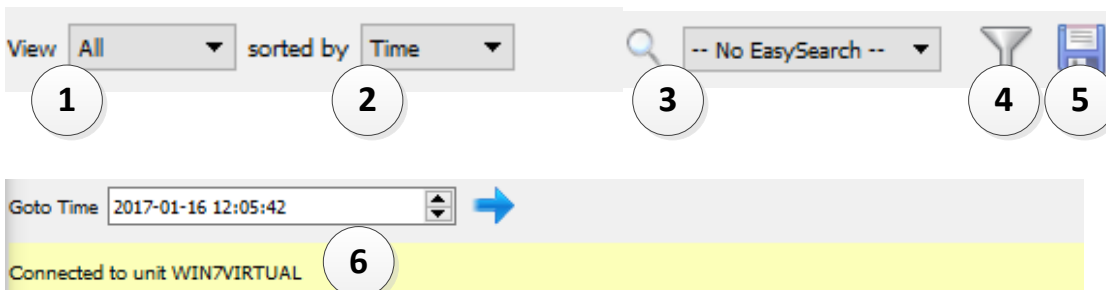 View All sorted by Time -- No EasySearch --
1 2 3 4 5
Goto Time 2017-01-16 12:05:42
6
Connected to unit WIN7VIRTUAL